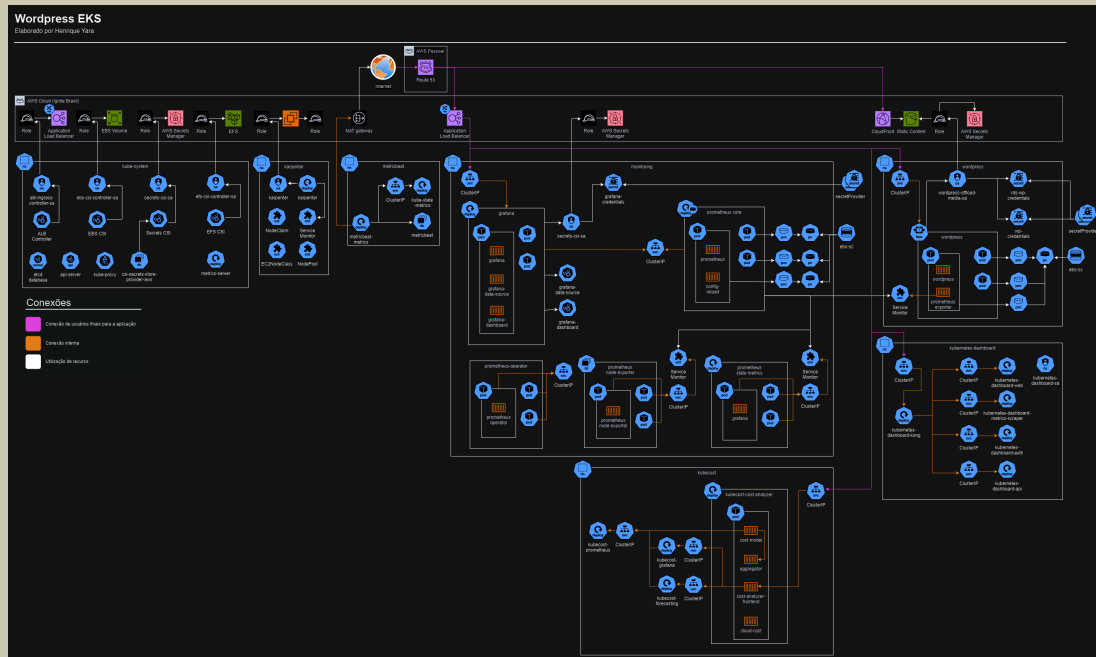 Wordpress EKS
Elaborado por Henrique Yara
AWS Pessoal
Internet
Route 53
AWS Cloud (Ignite Brasil)
Role
Application
Load Balancer
Role
EBS Volume
Role
AWS Secrets
Manager
Role
EFS
Role
Role
NAT gateway
Application
Load Balancer
Role
AWS Secrets
Manager
CloudFront
Static Content
Role
AWS Secrets
Manager
kube-system
alb-ingress-
controller-sa
ebs-csi-controller-sa
secrets-csi-sa
efs-csi-controller-sa
ALB
Controller
EBS CSI
Secrets CSI
EFS CSI
etcd
database
api-server
kube-proxy
csi-secrets-store-
provider-aws
metrics-server
karpenter
karpenter
karpenter
NodeClaim
Service
Monitor
EC2NodeClass
NodePool
metricbeat
ClusterIP
kube-state
-metrics
metricbeat-
metrics
metricbeat
monitoring
ClusterIP
grafana-
credentials
secretProvider
grafana
grafana
grafana-
data-source
grafana-
dashboard
secrets-csi-sa
grafana-
data-source
grafana-
dashboard
ClusterIP
prometheus core
prometheus
config-
reload
ebs-sc
prometheus-operator
prometheus
operator
ClusterIP
prometheus
node exporter
prometheus
node exporter
Service
Monitor
ClusterIP
prometheus
state metrics
grafana
Service
Monitor
ClusterIP
wordpress
ClusterIP
wordpress-offload-
media-sa
rds-wp-
credentials
wp-
credentials
secretProvider
wordpress
wordpress
prometheus
exporter
ebs-sc
Service
Monitor
kubernetes-dashboard
ClusterIP
kubernetes-
dashboard-kong
ClusterIP
kubernetes-
dashboard-web
kubernetes-
dashboard-sa
ClusterIP
kubernetes-dashboard-
metrics-scraper
ClusterIP
kubernetes-
dashboard-auth
ClusterIP
kubernetes-
dashboard-api
kubecost
kubecost-cost-analyzer
ClusterIP
kubecost-
prometheus
ClusterIP
kubecost-
grafana
ClusterIP
kubecost-
forecasting
ClusterIP
cost-model
aggregator
cost-analyzer-
frontend
cloud-cost
Conexões
Conexão de usuários finais para a aplicação
Conexão interna
Utilização de recurso